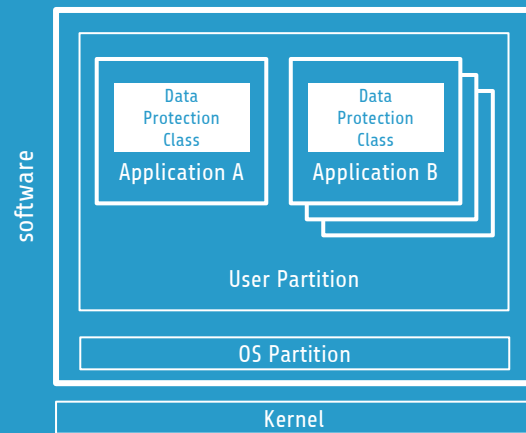 software
Data
Protection
Class
Application A
Data
Protection
Class
Application B
User Partition
OS Partition
Kernel